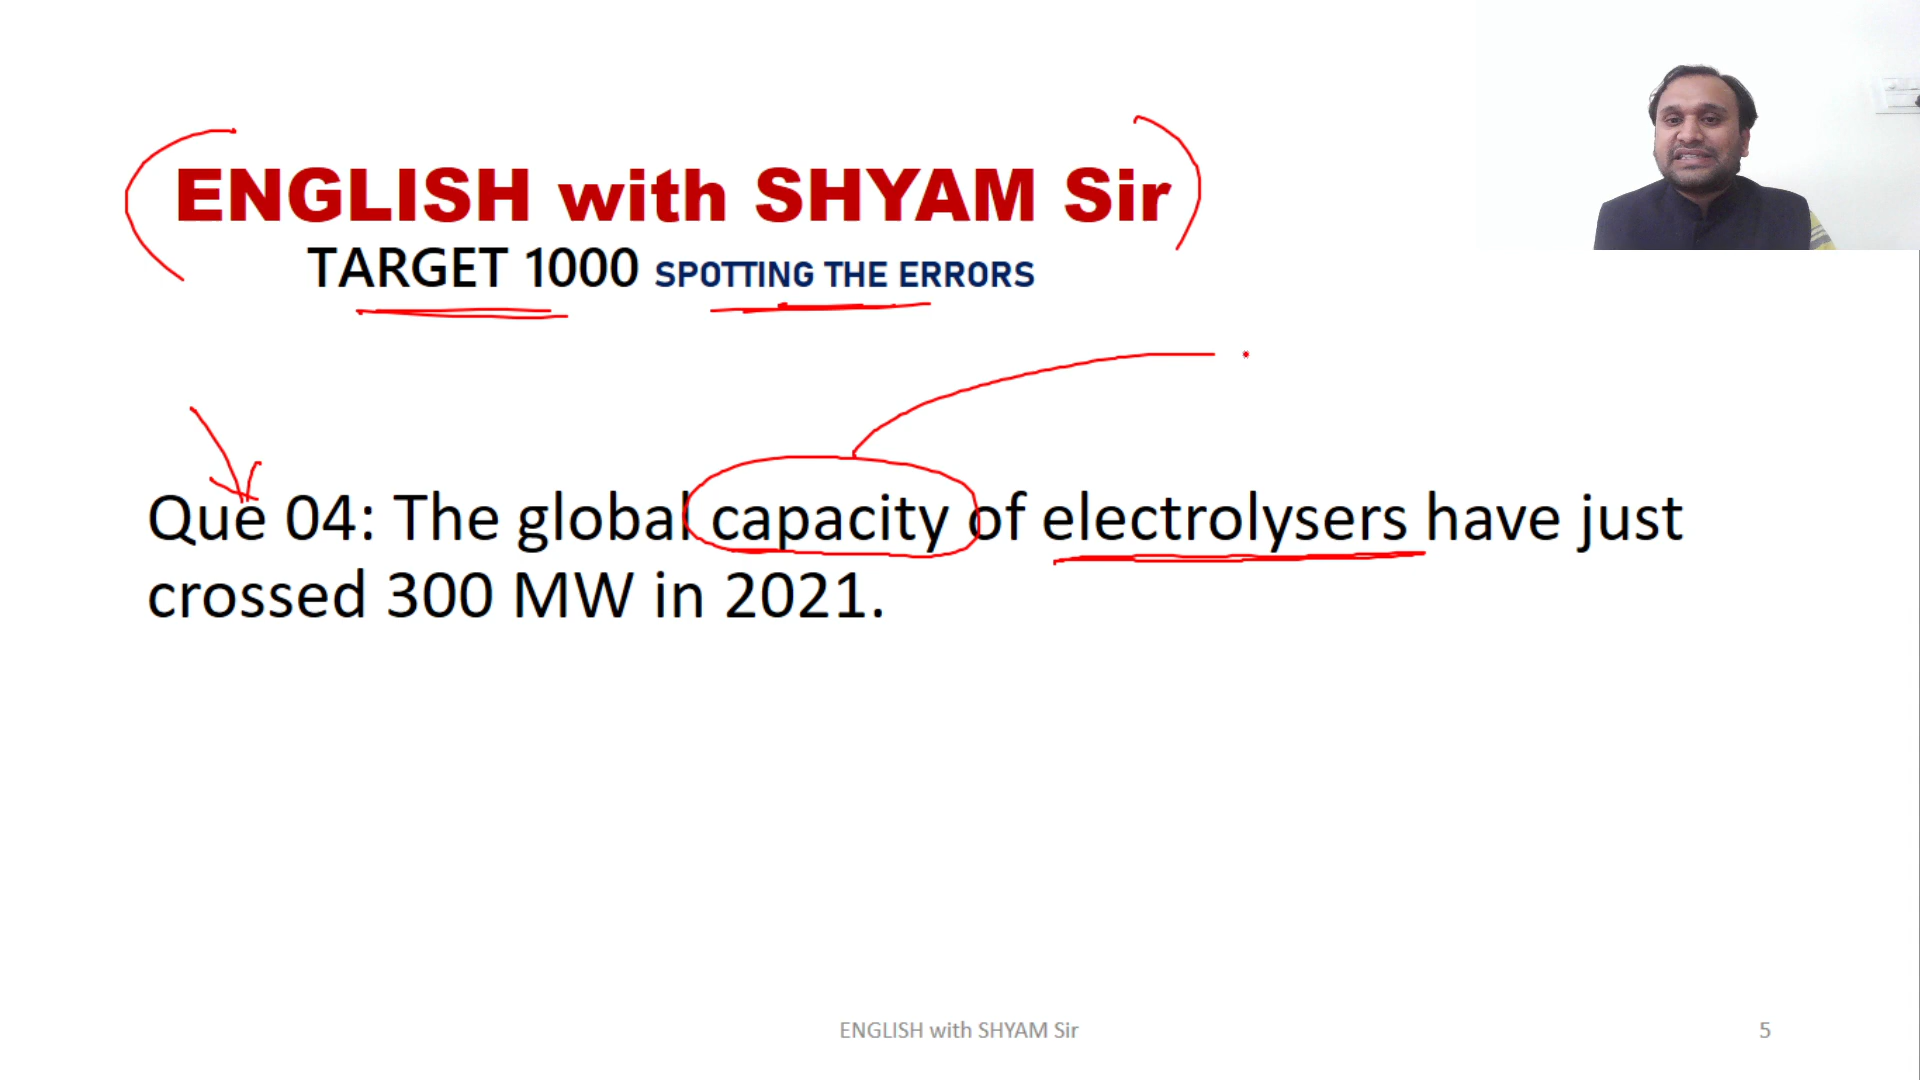 ENGLISH with SHYAM Sir
TARGET 1000 SPOTTING THE ERRORS
Que 04: The global capacity of electrolysers have just
crossed 300 MW in 2021.
ENGLISH with SHYAM Sir
5